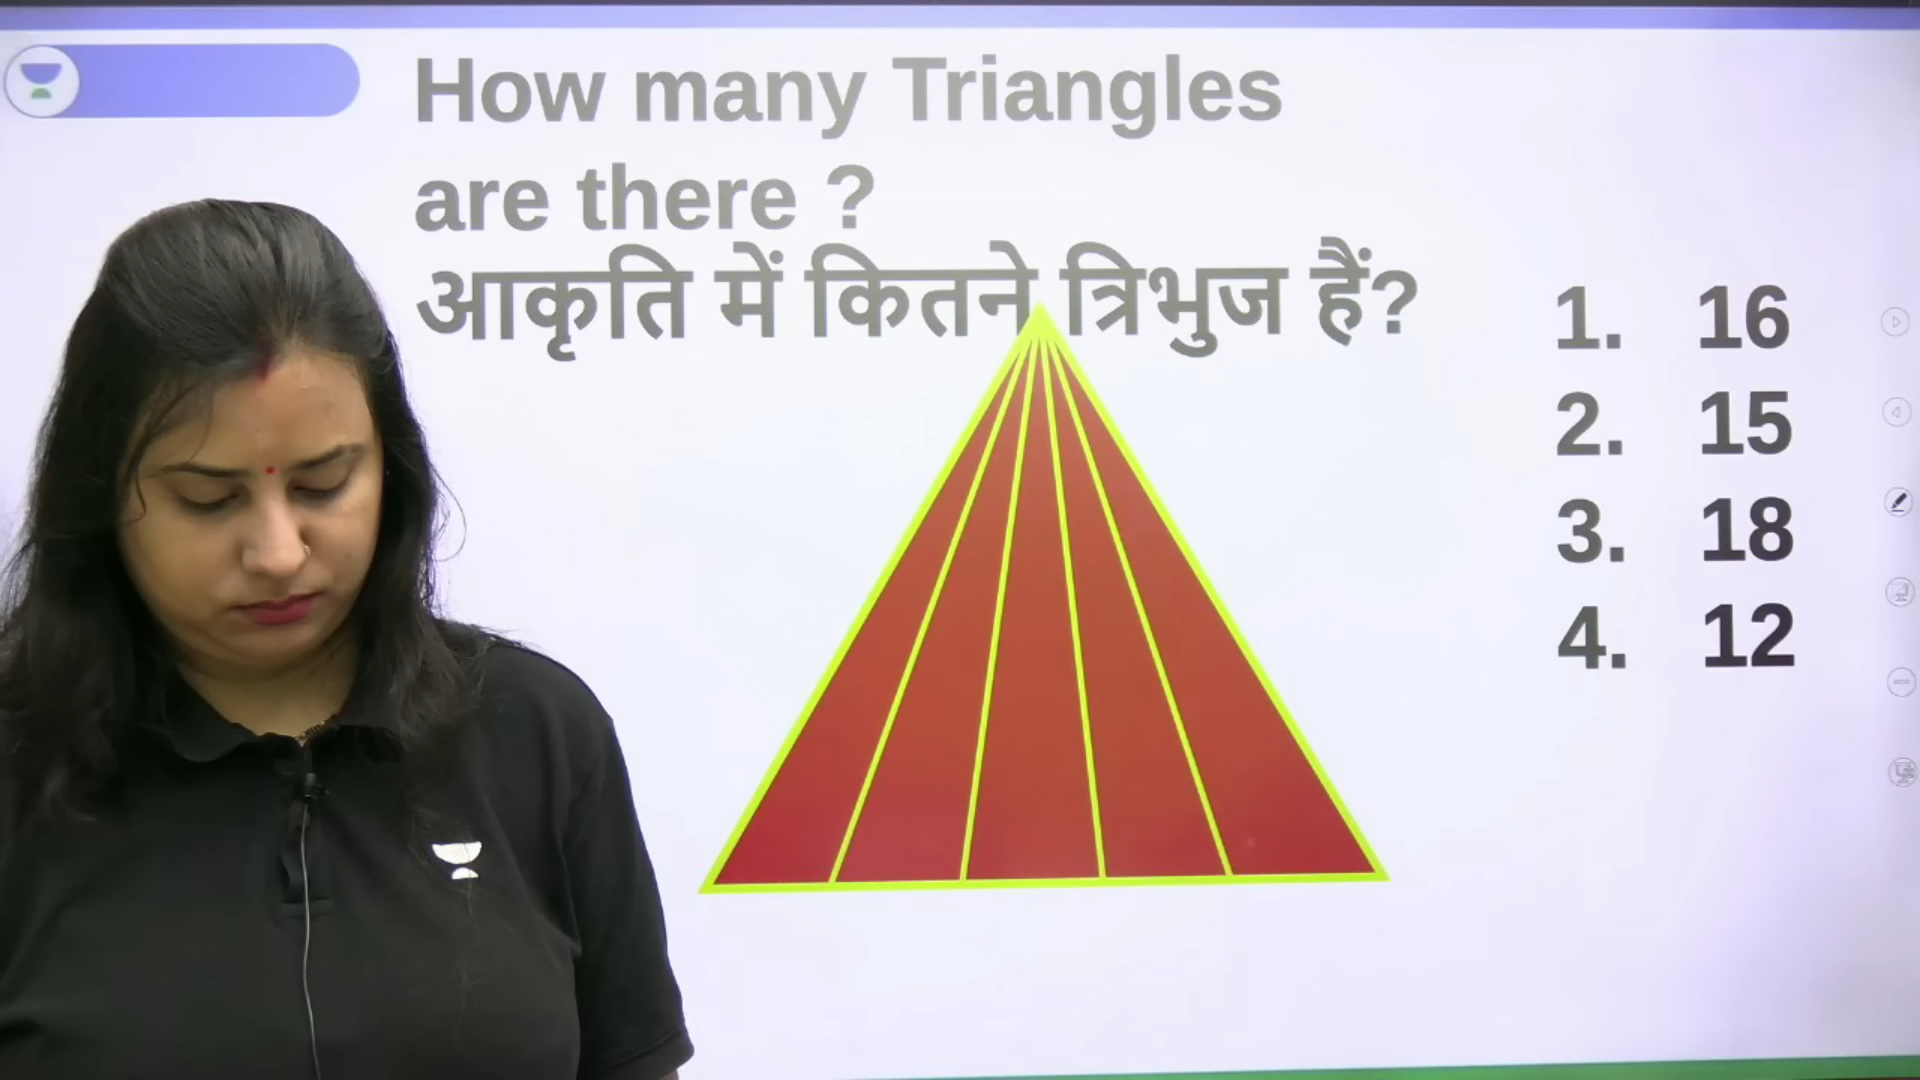 How many Triangles
are there ?
आकृति में कितने त्रिभुज हैं?
1. 16
2. 15
3. 18
4. 12